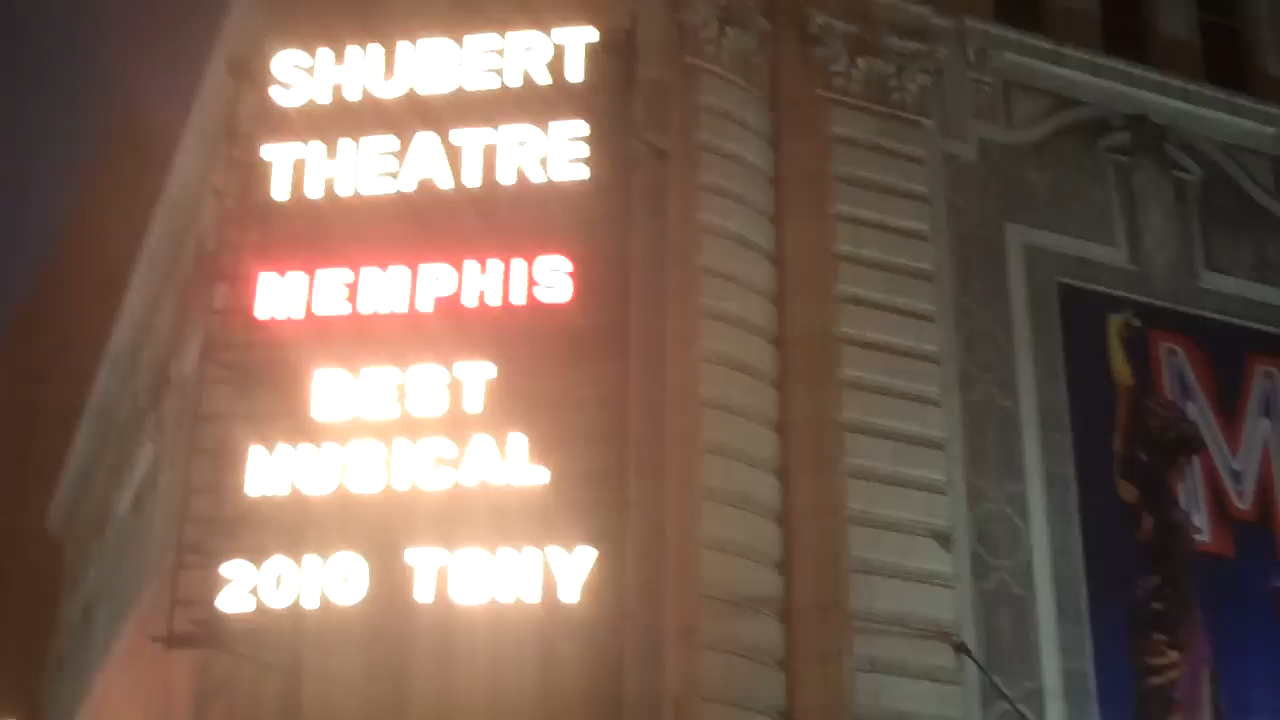 SHUBERT
THEATRE
MEMPHIS
BEST
MUSICAL
2010 TONY
M